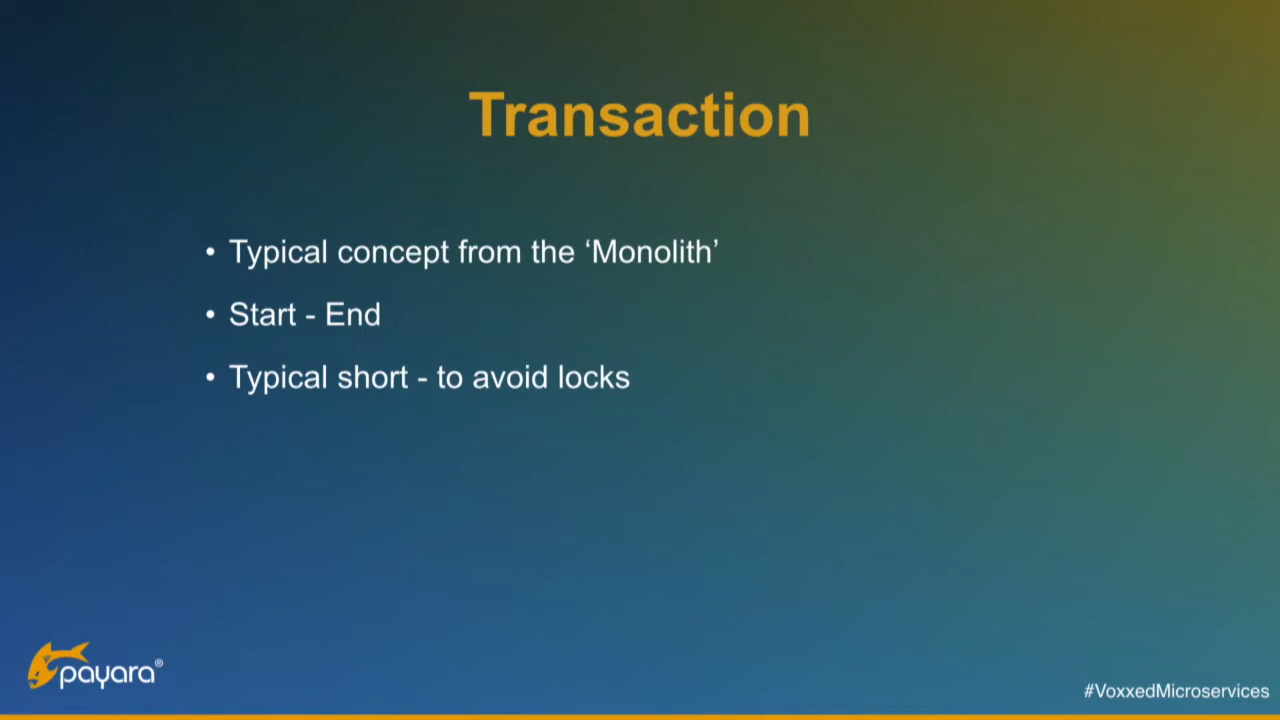 Transaction
• Typical concept from the ‘Monolith’
• Start - End
• Typical short - to avoid locks
payara®
#VoxxedMicroservices